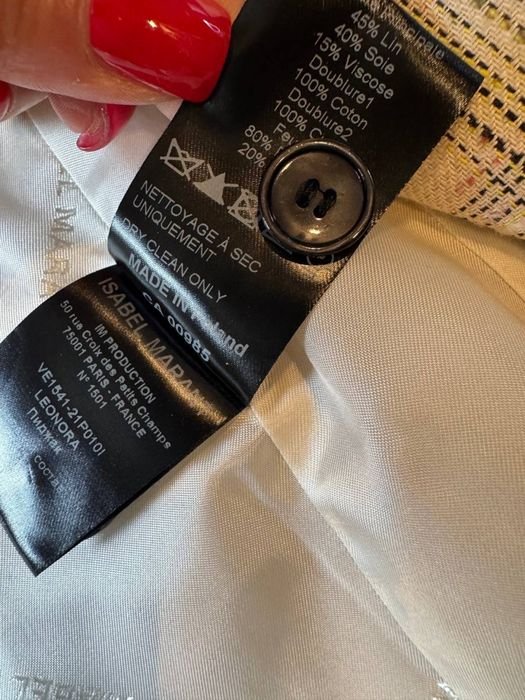 45% Lin
40% Soie
15% Viscose
Doublure1
100% Coton
Doublure2
100%
80%
20%
NETTOYAGE À SEC
UNIQUEMENT
DRY CLEAN ONLY
MADE IN
CA 00985
ISABEL MARA
IM PRODUCTION
50 rue Croix des Petits Champs
75001 PARIS - FRANCE
N° 1501
VE1541-21P010I
LEONORA
Пиджак
СОСТАВ
EL MARA